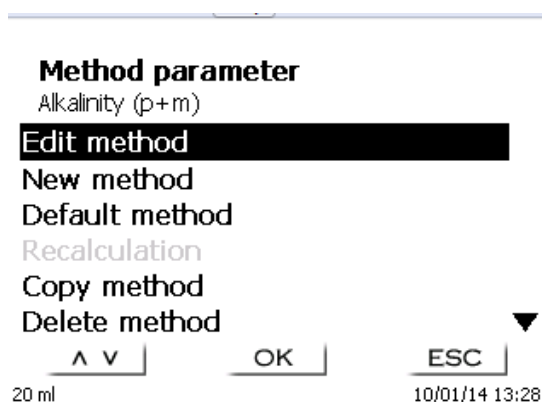 Method parameter
Alkalinity (p+m)
Edit method
New method
Default method
Recalculation
Copy method
Delete method
OK ESC
20 ml 10/01/14 13:28